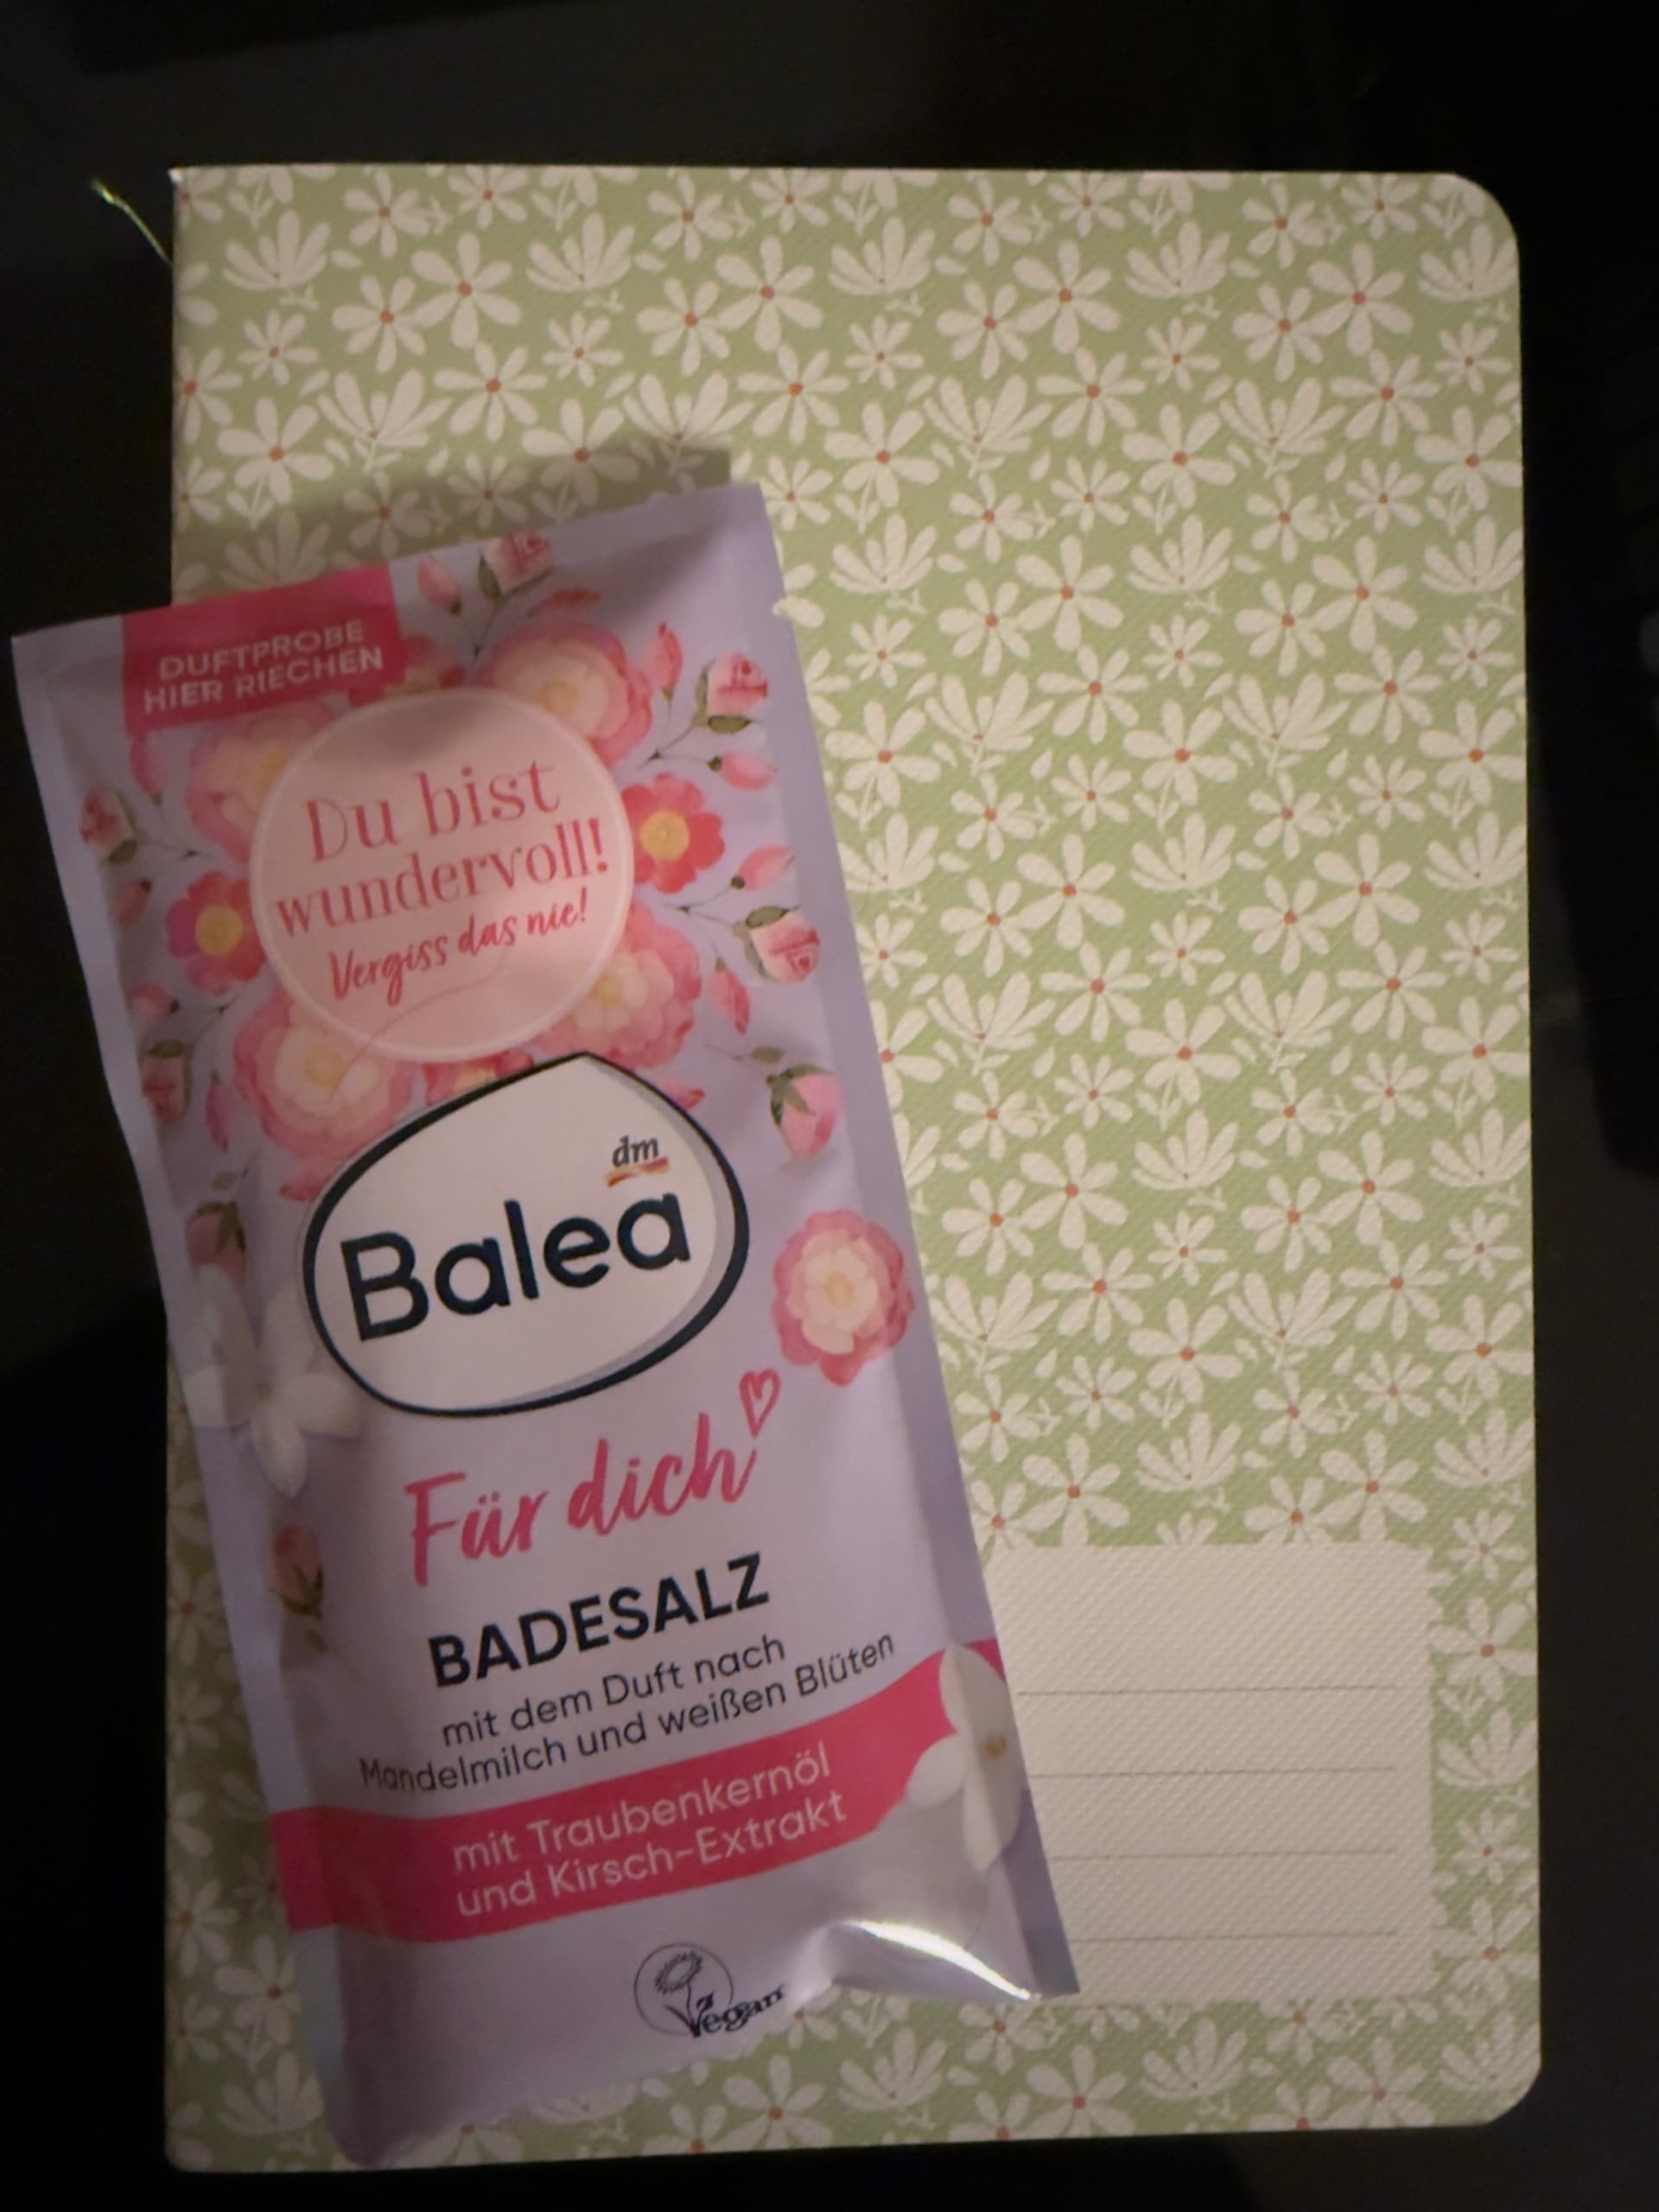 DUFTPROBE
HIER RIECHEN
Du bist
wundervoll!
Vergiss das nie!
dm
Balea
Für dich
BADESALZ
mit dem Duft nach
Mandelmilch und weißen Blüten
mit Traubenkernöl
und Kirsch-Extrakt
Vegan